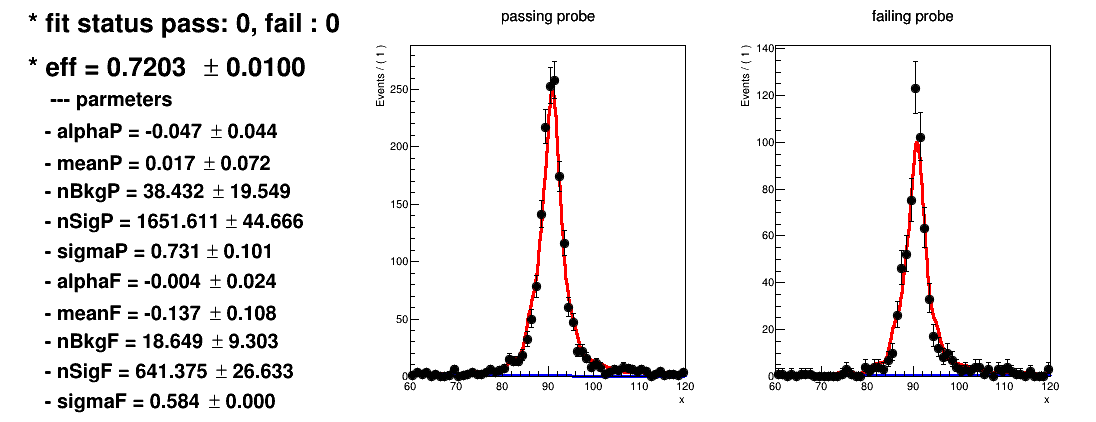 * fit status pass: 0, fail : 0
* eff = 0.7203 ± 0.0100
--- parmeters
- alphaP = -0.047 ± 0.044
- meanP = 0.017 ± 0.072
- nBkgP = 38.432 ± 19.549
- nSigP = 1651.611 ± 44.666
- sigmaP = 0.731 ± 0.101
- alphaF = -0.004 ± 0.024
- meanF = -0.137 ± 0.108
- nBkgF = 18.649 ± 9.303
- nSigF = 641.375 ± 26.633
- sigmaF = 0.584 ± 0.000
passing probe
Events / ( 1 )
250
200
150
100
50
0
60 70 80 90 100 110 120
x
failing probe
Events / ( 1 )
140
120
100
80
60
40
20
0
60 70 80 90 100 110 120
x